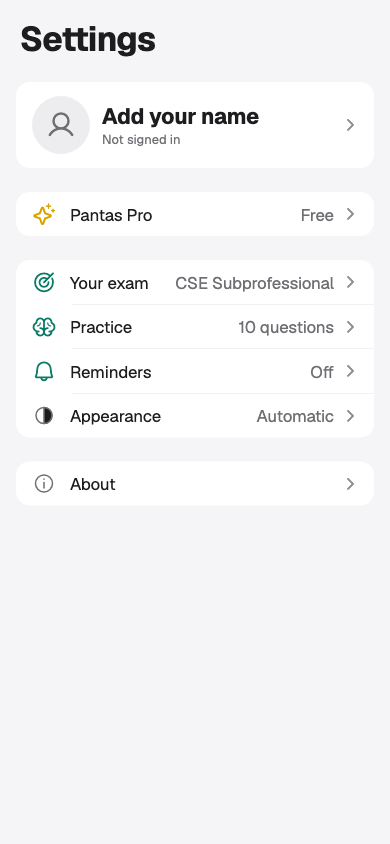 Settings
Add your name
Not signed in
Pantas Pro Free
Your exam CSE Subprofessional
Practice 10 questions
Reminders Off
Appearance Automatic
About